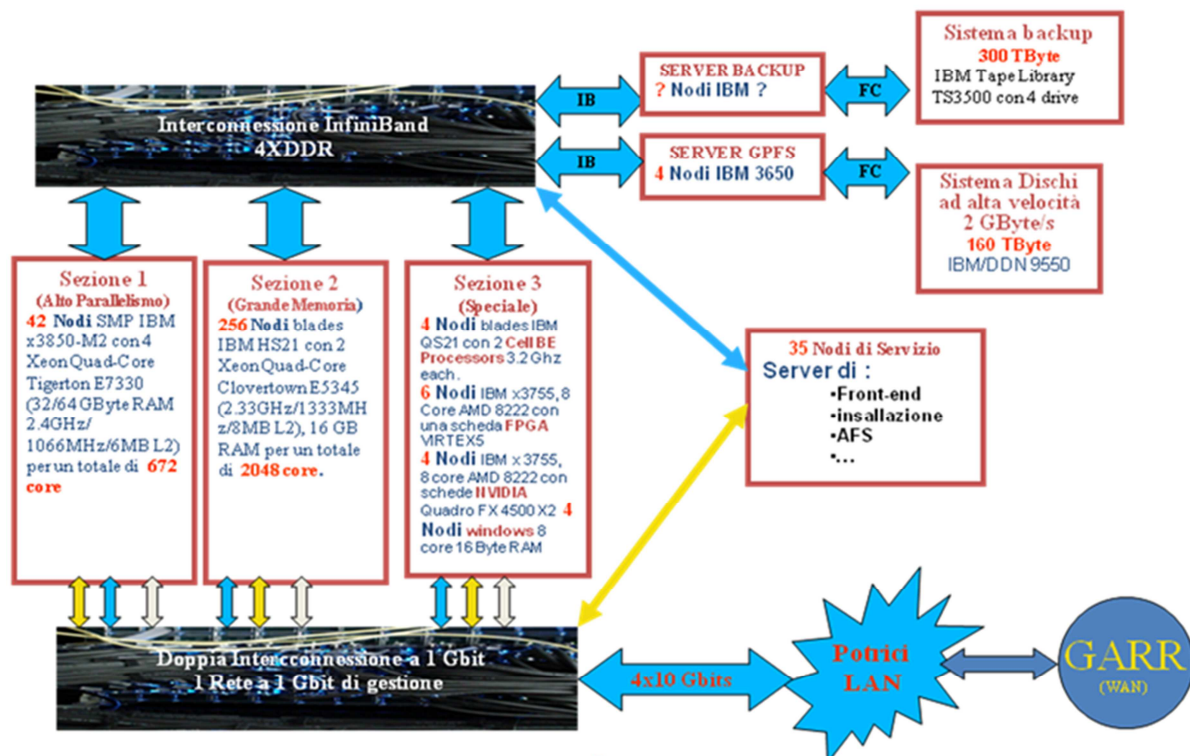 Interconnessione InfiniBand
4XDDR
IB
SERVER BACKUP
? Nodi IBM ?
FC
Sistema backup
300 TByte
IBM Tape Library
TS3500 con 4 drive
IB
SERVER GPFS
4 Nodi IBM 3650
FC
Sistema Dischi
ad alta velocità
2 GByte/s
160 TByte
IBM/DDN 9550
Sezione 1
(Alto Parallelismo)
42 Nodi SMP IBM
x3850-M2 con 4
Xeon Quad-Core
Tigerton E7330
(32/64 GByte RAM
2.4GHz/
1066MHz/6MB L2)
per un totale di 672
core
Sezione 2
(Grande Memoria)
256 Nodi blades
IBM HS21 con 2
Xeon Quad-Core
Clovertown E5345
(2.33GHz/1333MH
z/8MB L2), 16 GB
RAM per un totale
di 2048 core.
Sezione 3
(Speciale)
4 Nodi blades IBM
QS21 con 2 Cell BE
Processors 3.2 Ghz
each.
6 Nodi IBM x3755, 8
Core AMD 8222 con
una scheda FPGA
VIRTEX5
4 Nodi IBM x 3755,
8 core AMD 8222 con
schede NVIDIA
Quadro FX 4500 X2 4
Nodi windows 8
core 16 Byte RAM
35 Nodi di Servizio
Server di :
•Front-end
•insallazione
•AFS
•...
Doppia Intercconnessione a 1 Gbit
1 Rete a 1 Gbit di gestione
4x10 Gbits
Potrici
LAN
GARR
(WAN)